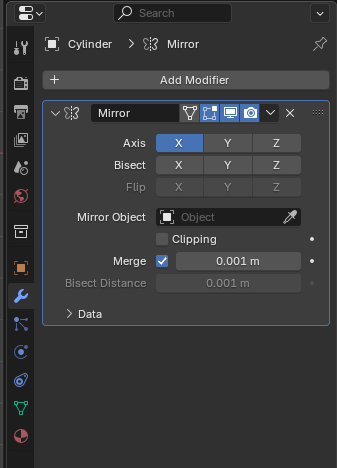 Search
Cylinder > Mirror
+ Add Modifier
Mirror
Axis X Y Z
Bisect X Y Z
Flip X Y Z
Mirror Object Object
Clipping
Merge 0.001 m
Bisect Distance 0.001 m
Data